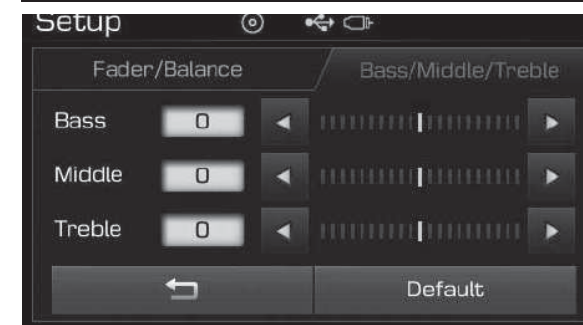 Setup
Fader/Balance Bass/Middle/Treble
Bass 0
Middle 0
Treble 0
Default